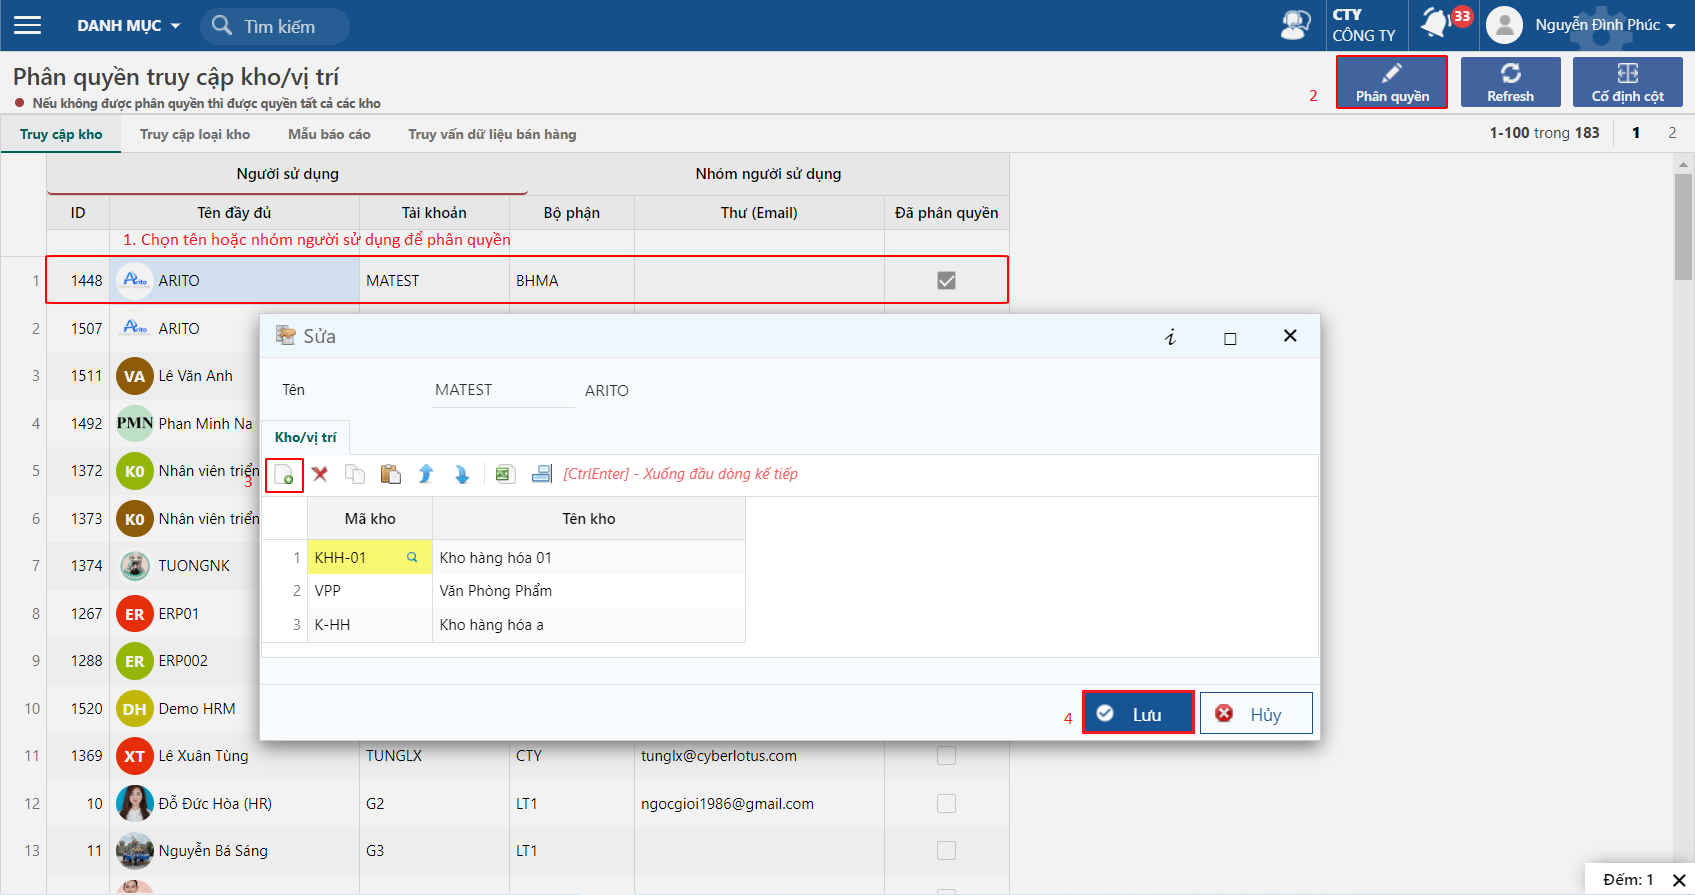 DANH MỤC
Tìm kiếm
CTY
CÔNG TY
33
Nguyễn Đình Phúc
Phân quyền truy cập kho/vị trí
Nếu không được phân quyền thì được quyền tất cả các kho
2
Phân quyền
Refresh
Cố định cột
Truy cập kho
Truy cập loại kho
Mẫu báo cáo
Truy vấn dữ liệu bán hàng
1-100 trong 183
1
2
Người sử dụng
Nhóm người sử dụng
ID
Tên đầy đủ
Tài khoản
Bộ phận
Thư (Email)
Đã phân quyền
1. Chọn tên hoặc nhóm người sử dụng để phân quyền
1 1448 Arito ARITO MATEST BHMA
2 1507 Arito ARITO
3 1511 VA Lê Văn Anh
4 1492 PMN Phan Minh Na
5 1372 K0 Nhân viên triển
6 1373 K0 Nhân viên triển
7 1374 TUONGNK
8 1267 ER ERP01
9 1288 ER ERP002
10 1520 DH Demo HRM
11 1369 XT Lê Xuân Tùng TUNGLX CTY tunglx@cyberlotus.com
12 10 Đỗ Đức Hòa (HR) G2 LT1 ngocgioi1986@gmail.com
13 11 Nguyễn Bá Sáng G3 LT1
Sửa
i
Tên
MATEST
ARITO
Kho/vị trí
3
[CtrlEnter] - Xuống đầu dòng kế tiếp
Mã kho
Tên kho
1 KHH-01 Kho hàng hóa 01
2 VPP Văn Phòng Phẩm
3 K-HH Kho hàng hóa a
4
Lưu
Hủy
Đếm: 1